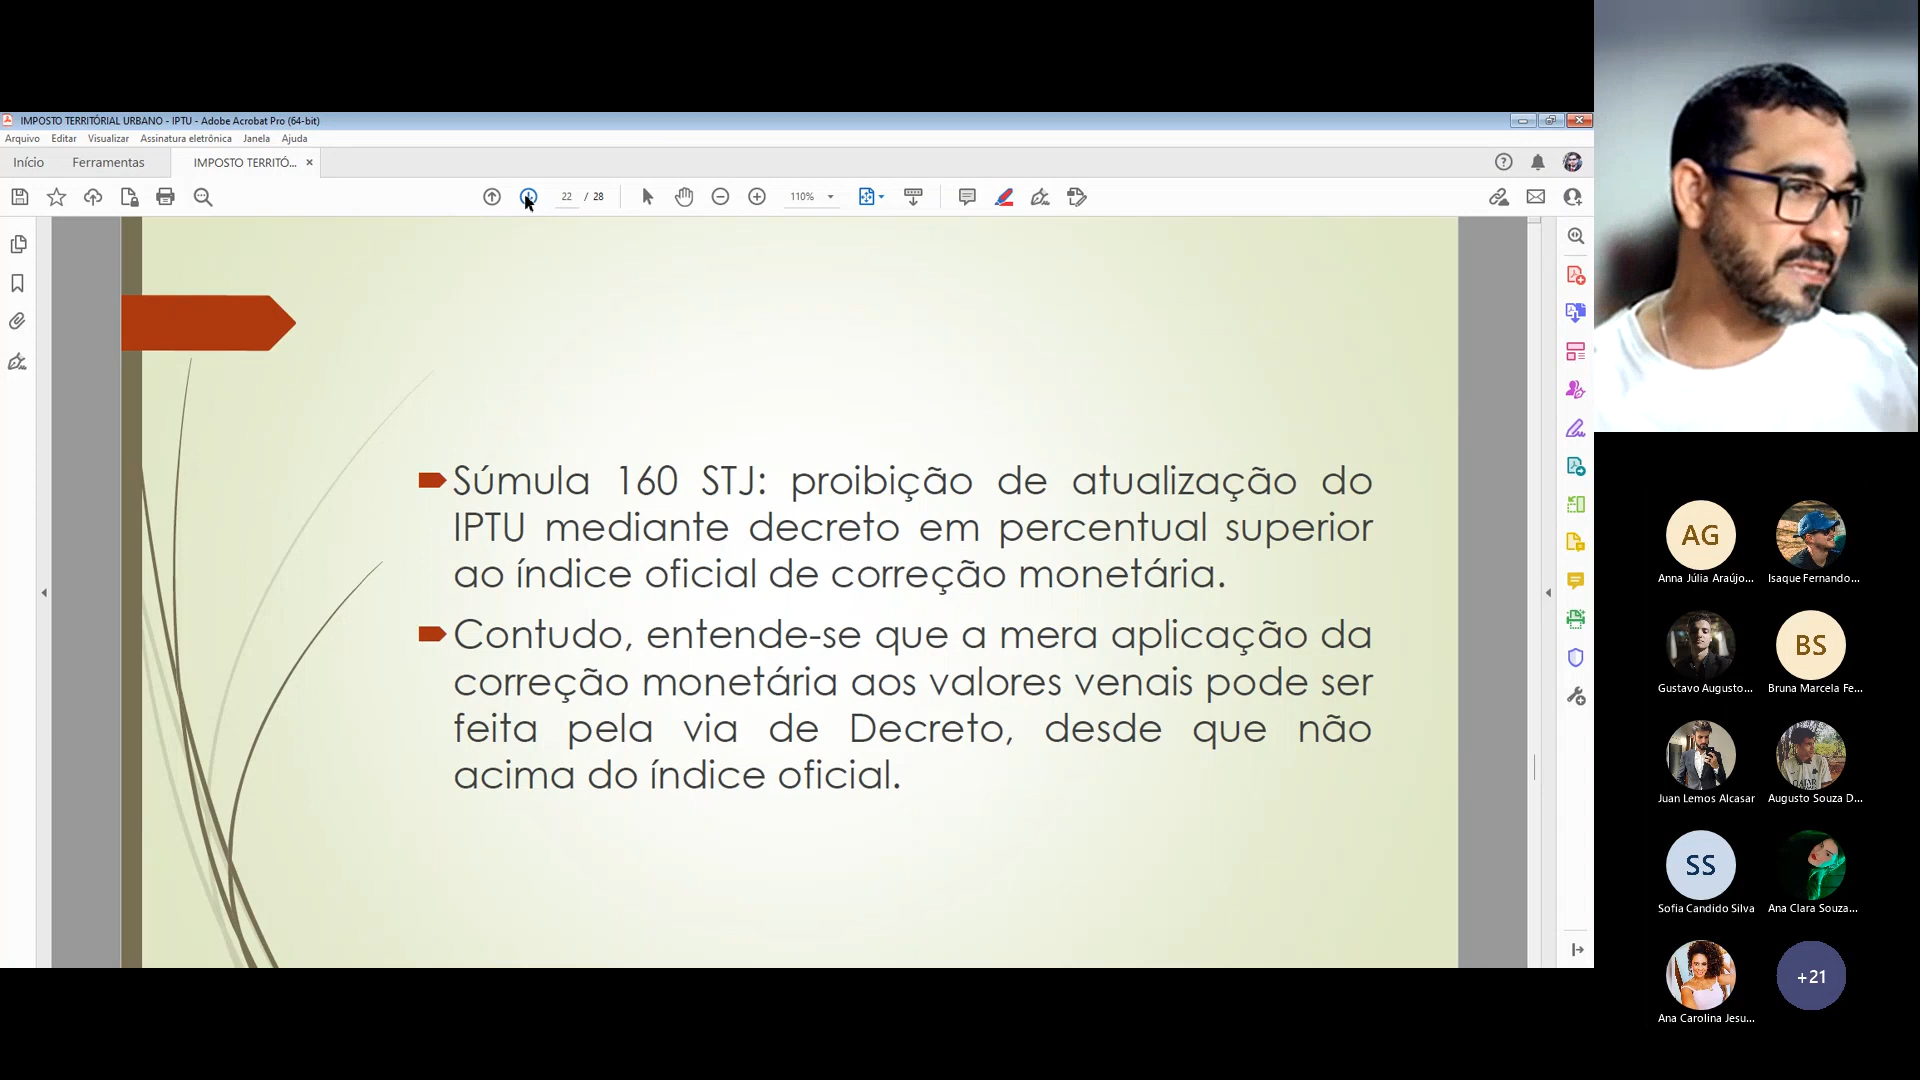 IMPOSTO TERRITÓRIAL URBANO - IPTU - Adobe Acrobat Pro (64-bit)
Arquivo Editar Visualizar Assinatura eletrônica Janela Ajuda
Início Ferramentas IMPOSTO TERRITÓ... ×
22 / 28 110%
Súmula 160 STJ: proibição de atualização do
IPTU mediante decreto em percentual superior
ao índice oficial de correção monetária.
Contudo, entende-se que a mera aplicação da
correção monetária aos valores venais pode ser
feita pela via de Decreto, desde que não
acima do índice oficial.
AG
Anna Júlia Araújo... Isaque Fernando...
BS
Gustavo Augusto... Bruna Marcela Fe...
QATAR
Juan Lemos Alcasar Augusto Souza D...
SS
Sofia Candido Silva Ana Clara Souza...
+21
Ana Carolina Jesu...